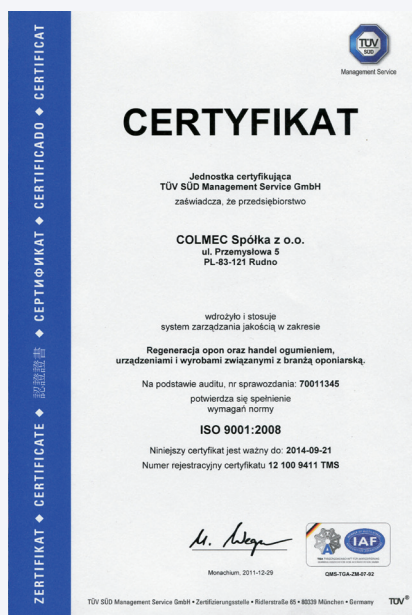 TÜV
SÜD
Management Service
CERTYFIKAT
Jednostka certyfikująca
TÜV SÜD Management Service GmbH
zaświadcza, że przedsiębiorstwo
COLMEC Spółka z o.o.
ul. Przemysłowa 5
PL-83-121 Rudno
wdrożyło i stosuje
system zarządzania jakością w zakresie
Regeneracja opon oraz handel ogumieniem,
urządzeniami i wyrobami związanymi z branżą oponiarską.
Na podstawie auditu, nr sprawozdania: 70011345
potwierdza się spełnienie
wymagań normy
ISO 9001:2008
Niniejszy certyfikat jest ważny do: 2014-09-21
Numer rejestracyjny certyfikatu 12 100 9411 TMS
Monachium, 2011-12-29
IAF
QMS-TGA-ZM-07-92
TÜV SÜD Management Service GmbH • Zertifizierungsstelle • Ridlerstraße 65 • 80339 München • Germany
TÜV®
ZERTIFIKAT ◆ CERTIFICATE ◆ 認證證書 ◆ СЕРТИФИКАТ ◆ CERTIFICADO ◆ CERTIFICAT